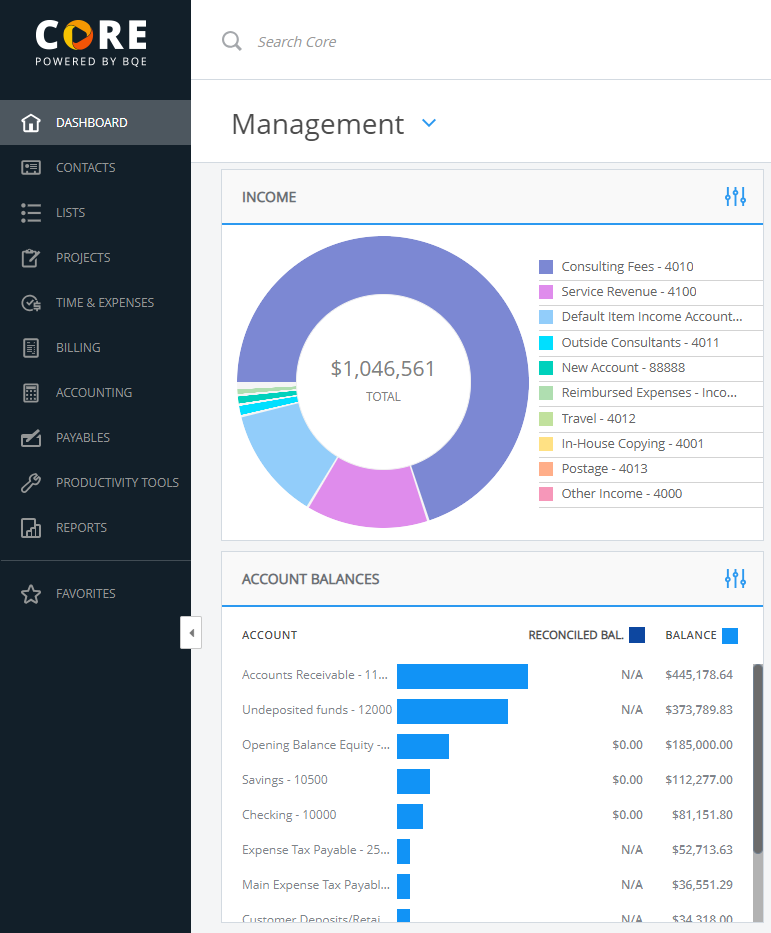 CORE
POWERED BY BQE
Search Core
DASHBOARD
CONTACTS
LISTS
PROJECTS
TIME & EXPENSES
BILLING
ACCOUNTING
PAYABLES
PRODUCTIVITY TOOLS
REPORTS
FAVORITES
Management
INCOME
$1,046,561
TOTAL
Consulting Fees - 4010
Service Revenue - 4100
Default Item Income Account...
Outside Consultants - 4011
New Account - 88888
Reimbursed Expenses - Inco...
Travel - 4012
In-House Copying - 4001
Postage - 4013
Other Income - 4000
ACCOUNT BALANCES
ACCOUNT RECONCILED BAL. BALANCE
Accounts Receivable - 11... N/A $445,178.64
Undeposited funds - 12000 N/A $373,789.83
Opening Balance Equity -... $0.00 $185,000.00
Savings - 10500 $0.00 $112,277.00
Checking - 10000 $0.00 $81,151.80
Expense Tax Payable - 25... N/A $52,713.63
Main Expense Tax Payabl... N/A $36,551.29
Customer Deposits/Retai... N/A $34,318.00